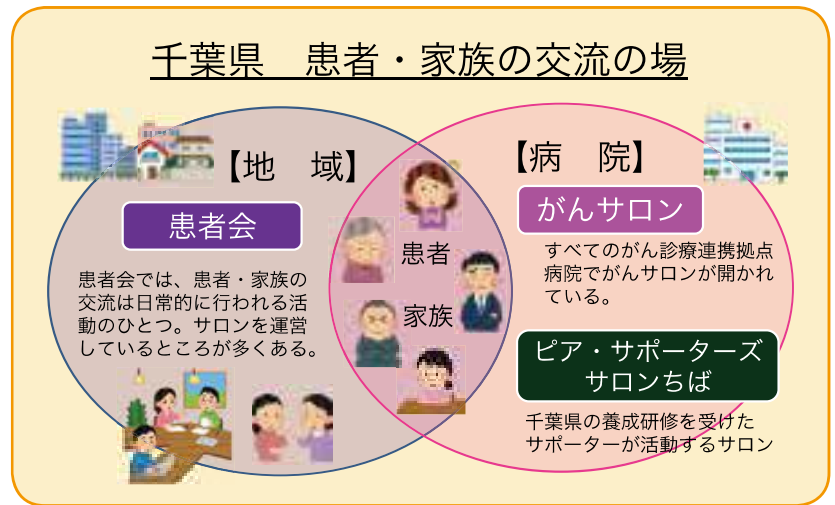 千葉県　患者・家族の交流の場
【地　域】
患者会
患者会では、患者・家族の
交流は日常的に行われる活
動のひとつ。サロンを運営
しているところが多くある。
患者
家族
【病　院】
がんサロン
すべてのがん診療連携拠点
病院でがんサロンが開かれ
ている。
ピア・サポーターズ
サロンちば
千葉県の養成研修を受けた
サポーターが活動するサロン